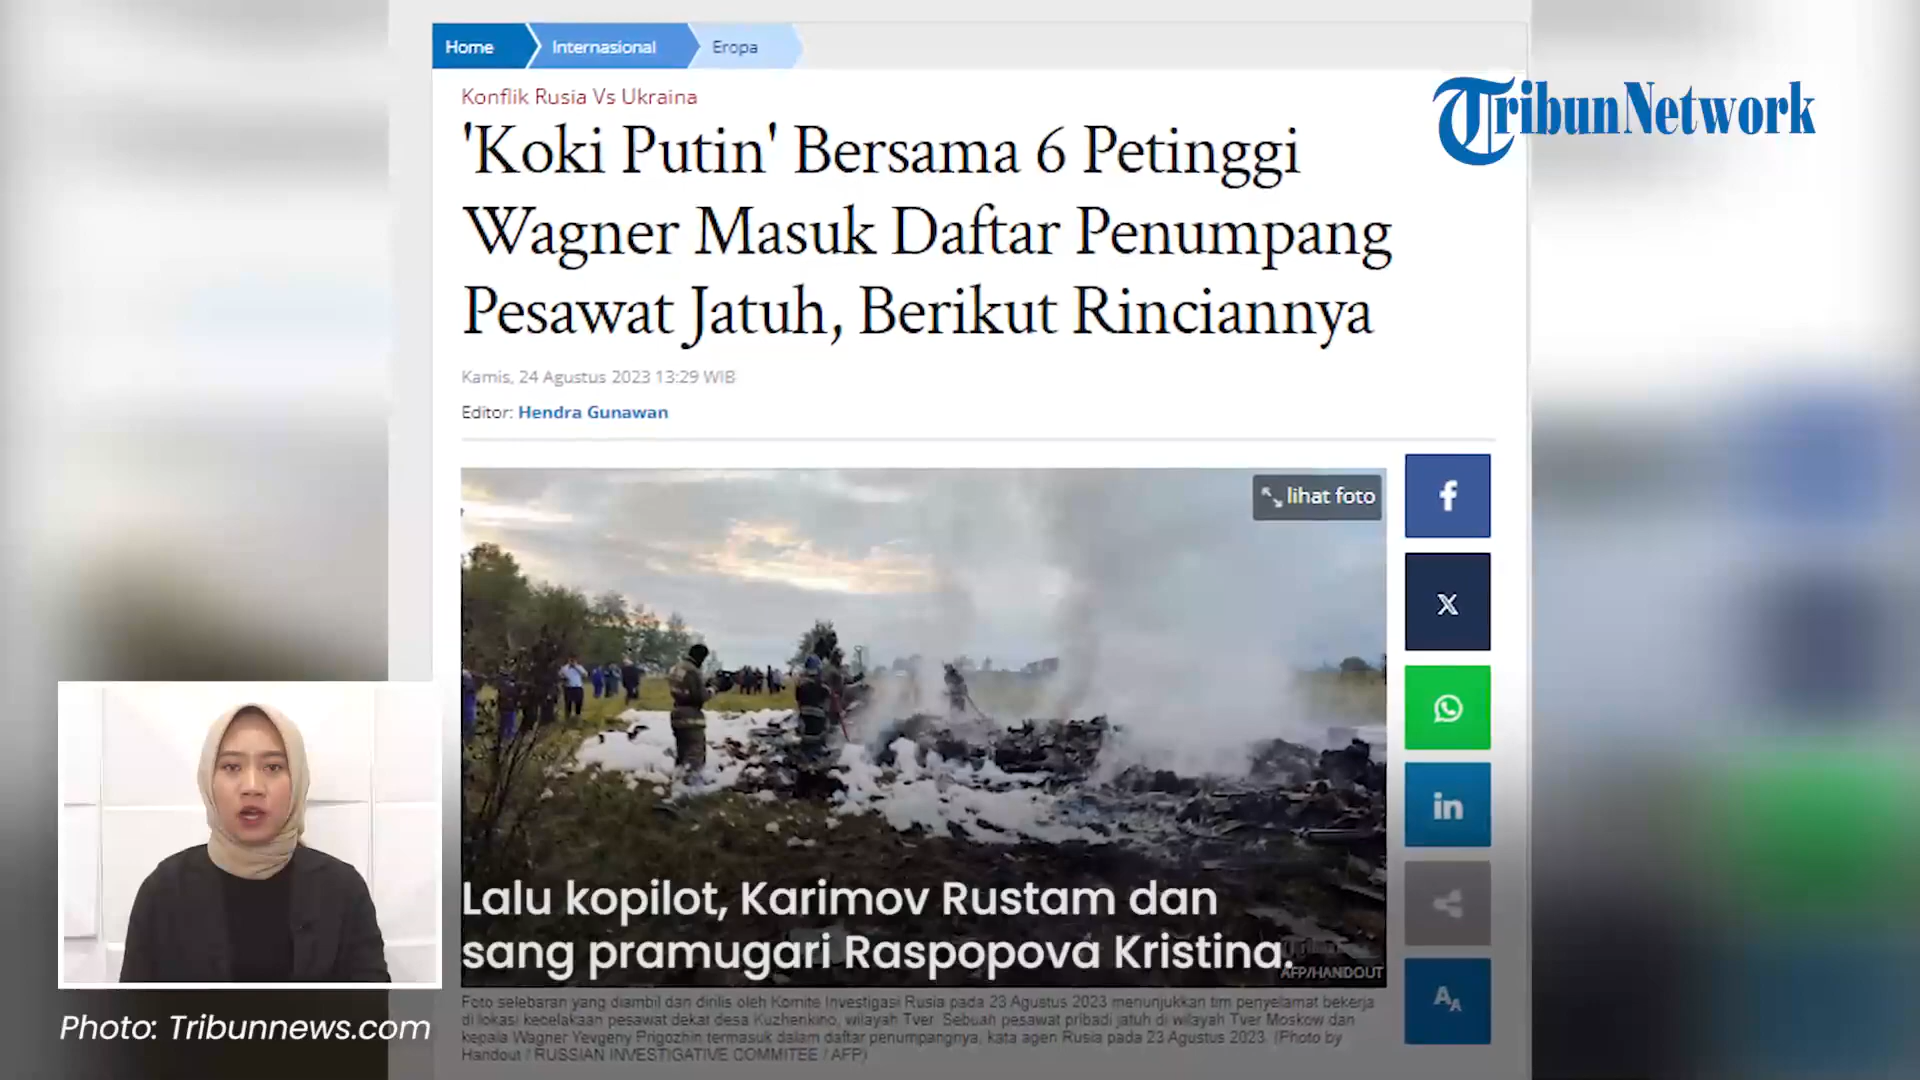 Home Internasional Eropa
TribunNetwork
Konflik Rusia Vs Ukraina
'Koki Putin' Bersama 6 Petinggi
Wagner Masuk Daftar Penumpang
Pesawat Jatuh, Berikut Rinciannya
Kamis, 24 Agustus 2023 13:29 WIB
Editor: Hendra Gunawan
lihat foto
Lalu kopilot, Karimov Rustam dan
sang pramugari Raspopova Kristina.
AFP/HANDOUT
Foto selebaran yang diambil dan dirilis oleh Komite Investigasi Rusia pada 23 Agustus 2023 menunjukkan tim penyelamat bekerja
di lokasi kecelakaan pesawat dekat desa Kuzhenkino, wilayah Tver. Sebuah pesawat pribadi jatuh di wilayah Tver Moskow dan
kepala Wagner Yevgeny Prigozhin termasuk dalam daftar penumpangnya, kata agen Rusia pada 23 Agustus 2023. (Photo by
Handout / RUSSIAN INVESTIGATIVE COMMITEE / AFP)
Photo: Tribunnews.com